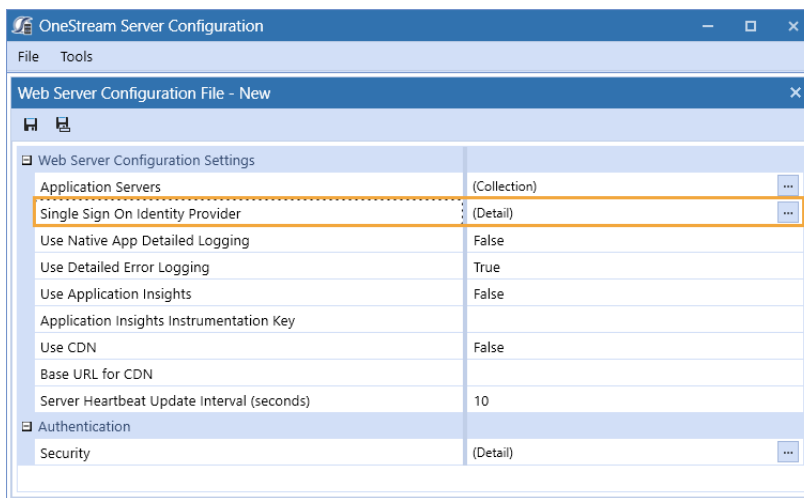 OneStream Server Configuration
File Tools
Web Server Configuration File - New
Web Server Configuration Settings
Application Servers (Collection) ...
Single Sign On Identity Provider (Detail) ...
Use Native App Detailed Logging False
Use Detailed Error Logging True
Use Application Insights False
Application Insights Instrumentation Key
Use CDN False
Base URL for CDN
Server Heartbeat Update Interval (seconds) 10
Authentication
Security (Detail) ...